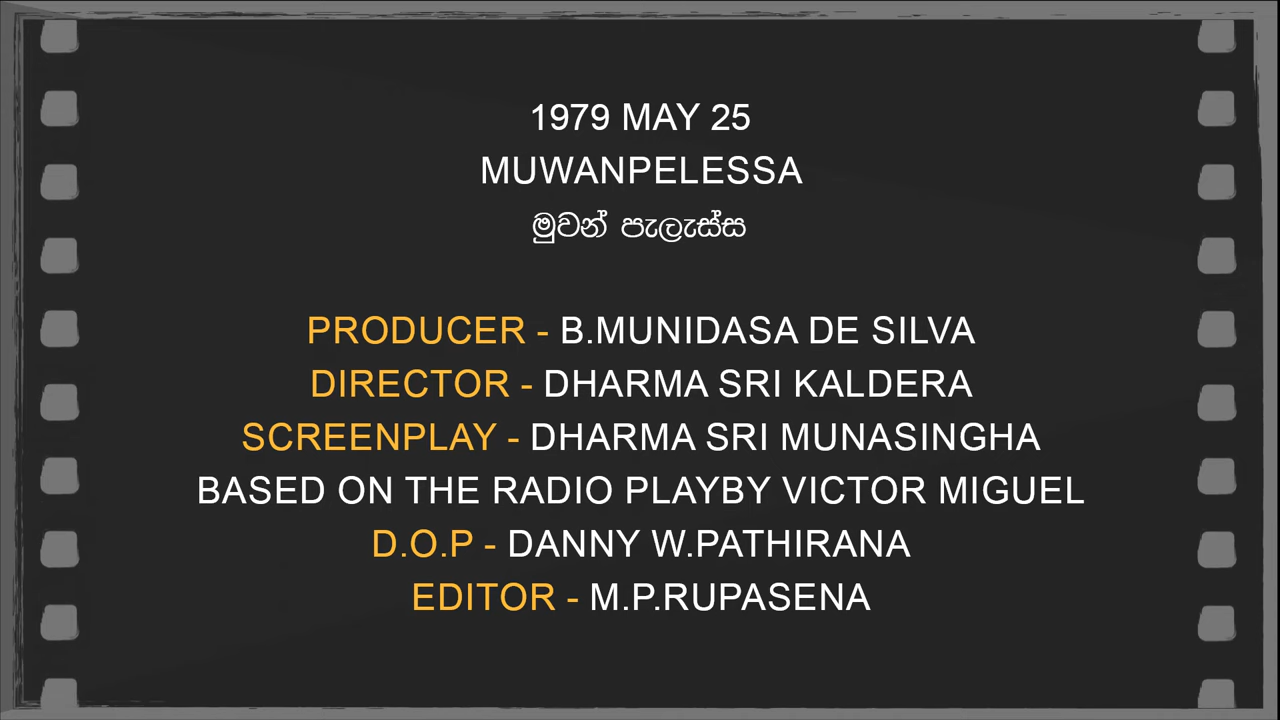 1979 MAY 25
MUWANPELESSA
මුවන් පැලැස්ස
PRODUCER - B.MUNIDASA DE SILVA
DIRECTOR - DHARMA SRI KALDERA
SCREENPLAY - DHARMA SRI MUNASINGHA
BASED ON THE RADIO PLAYBY VICTOR MIGUEL
D.O.P - DANNY W.PATHIRANA
EDITOR - M.P.RUPASENA